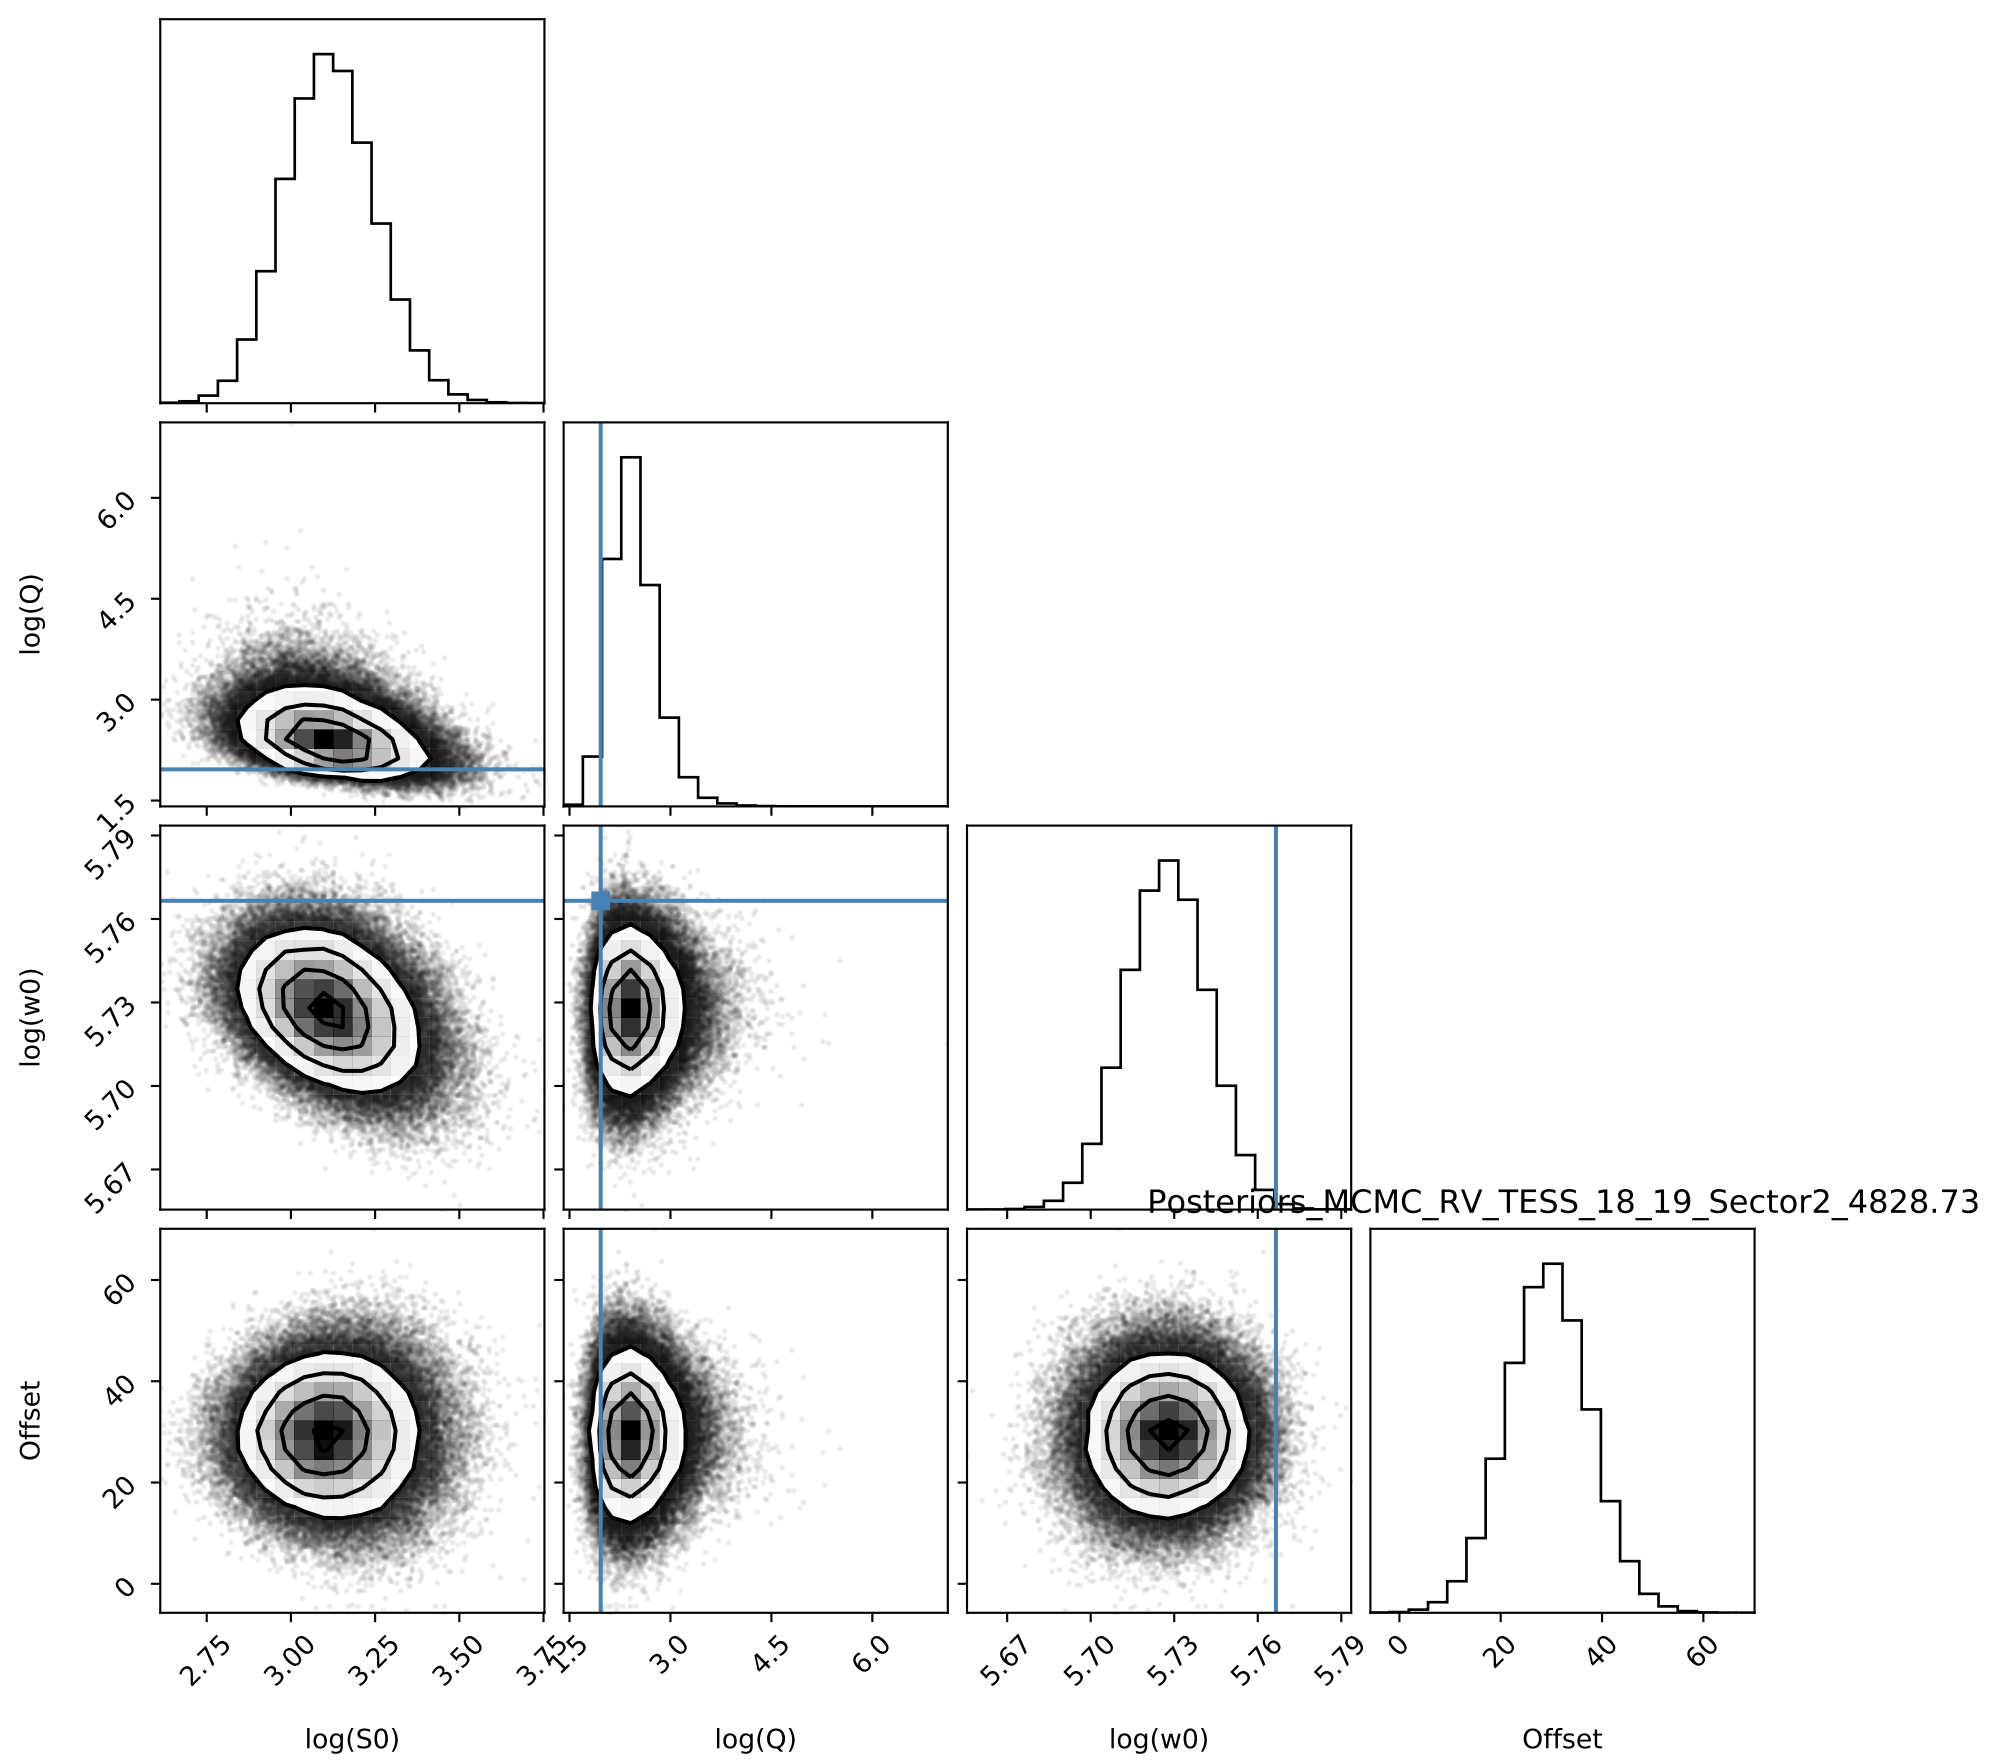 log(Q)
6.0
4.5
3.0
1.5
log(w0)
5.79
5.76
5.73
5.70
5.67
Posteriors_MCMC_RV_TESS_18_19_Sector2_4828.73
Offset
60
40
20
0
2.75 3.00 3.25 3.50 3.75 1.5 3.0 4.5 6.0 5.67 5.70 5.73 5.76 5.79 0 20 40 60
log(S0) log(Q) log(w0) Offset